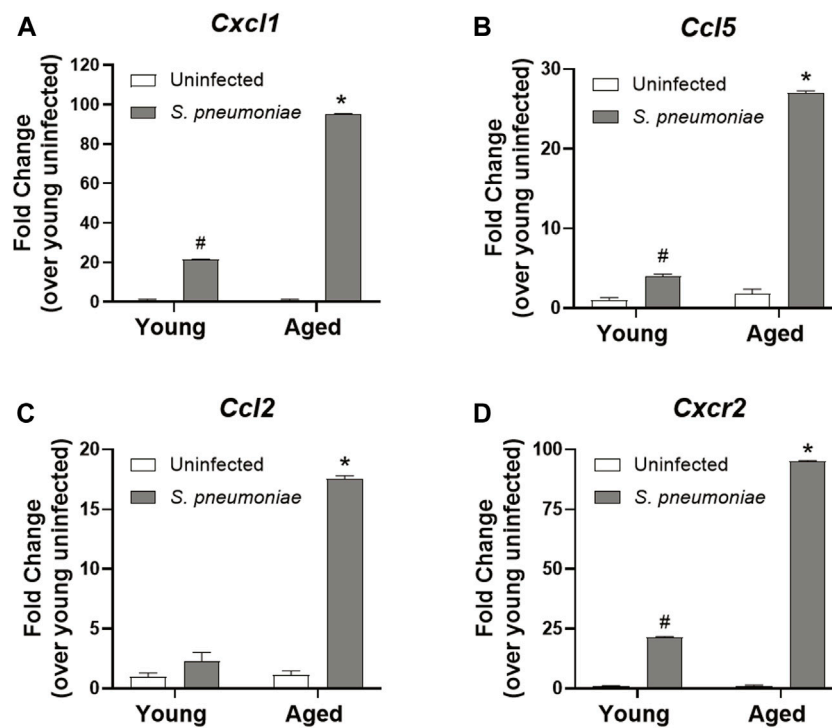 A
Cxcl1
Fold Change
(over young uninfected)
120
100
80
60
40
20
0
Uninfected
S. pneumoniae
#
*
Young
Aged
B
Ccl5
Fold Change
(over young uninfected)
30
20
10
0
Uninfected
S. pneumoniae
#
*
Young
Aged
C
Ccl2
Fold Change
(over young uninfected)
20
15
10
5
0
Uninfected
S. pneumoniae
*
Young
Aged
D
Cxcr2
Fold Change
(over young uninfected)
100
75
50
25
0
Uninfected
S. pneumoniae
#
*
Young
Aged